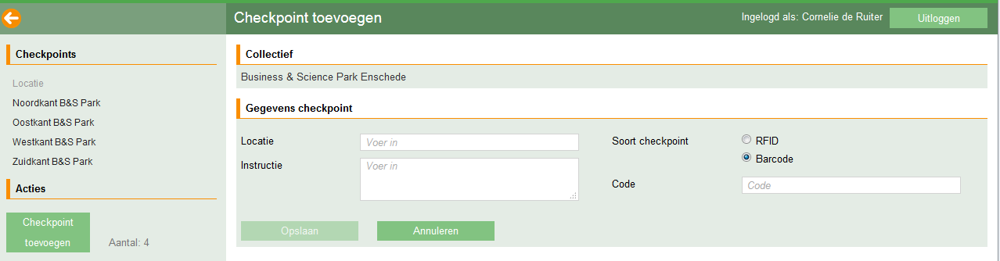 Checkpoint toevoegen
Ingelogd als: Cornelie de Ruiter
Uitloggen
Checkpoints
Locatie
Noordkant B&S Park
Oostkant B&S Park
Westkant B&S Park
Zuidkant B&S Park
Acties
Checkpoint
toevoegen
Aantal: 4
Collectief
Business & Science Park Enschede
Gegevens checkpoint
Locatie
Voer in
Instructie
Voer in
Soort checkpoint
RFID
Barcode
Code
Code
Opslaan
Annuleren